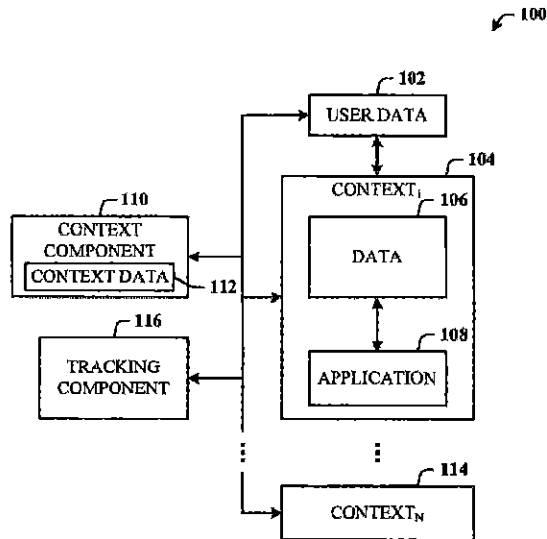 100
102
USER DATA
104
CONTEXTi
106
DATA
110
CONTEXT
COMPONENT
CONTEXT DATA
112
116
TRACKING
COMPONENT
108
APPLICATION
114
CONTEXTN